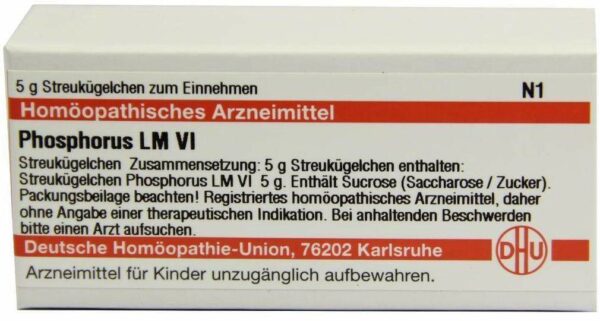 5 g Streukügelchen zum Einnehmen N1
Homöopathisches Arzneimittel
Phosphorus LM VI
Streukügelchen Zusammensetzung: 5 g Streukügelchen enthalten:
Streukügelchen Phosphorus LM VI 5 g. Enthält Sucrose (Saccharose / Zucker).
Packungsbeilage beachten! Registriertes homöopathisches Arzneimittel, daher
ohne Angabe einer therapeutischen Indikation. Bei anhaltenden Beschwerden
bitte einen Arzt aufsuchen.
Deutsche Homöopathie-Union, 76202 Karlsruhe
DHU
Arzneimittel für Kinder unzugänglich aufbewahren.